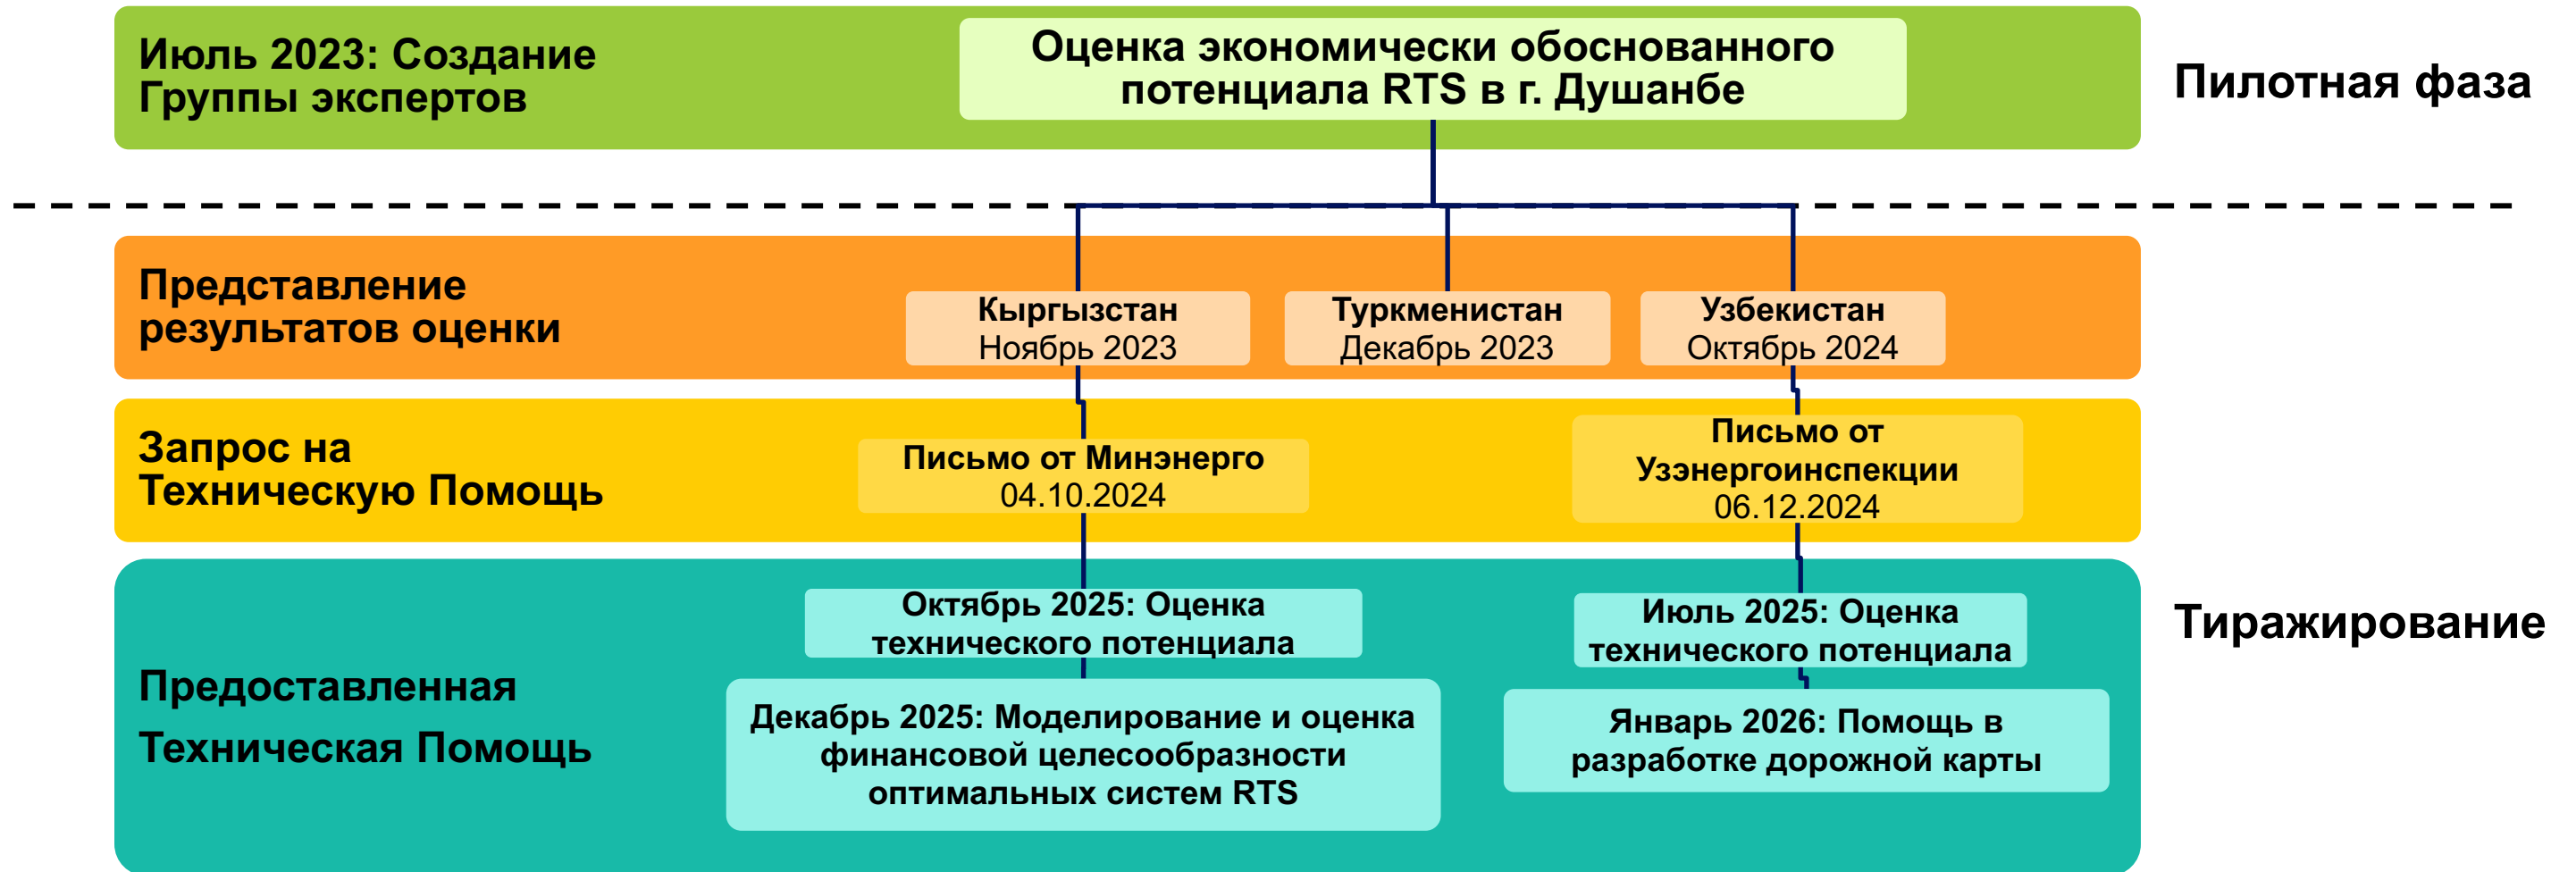 Июль 2023: Создание
Группы экспертов
Оценка экономически обоснованного
потенциала RTS в г. Душанбе
Пилотная фаза
Представление
результатов оценки
Кыргызстан
Ноябрь 2023
Туркменистан
Декабрь 2023
Узбекистан
Октябрь 2024
Запрос на
Техническую Помощь
Письмо от Минэнерго
04.10.2024
Письмо от
Узэнергоинспекции
06.12.2024
Тиражирование
Предоставленная
Техническая Помощь
Октябрь 2025: Оценка
технического потенциала
Декабрь 2025: Моделирование и оценка
финансовой целесообразности
оптимальных систем RTS
Июль 2025: Оценка
технического потенциала
Январь 2026: Помощь в
разработке дорожной карты